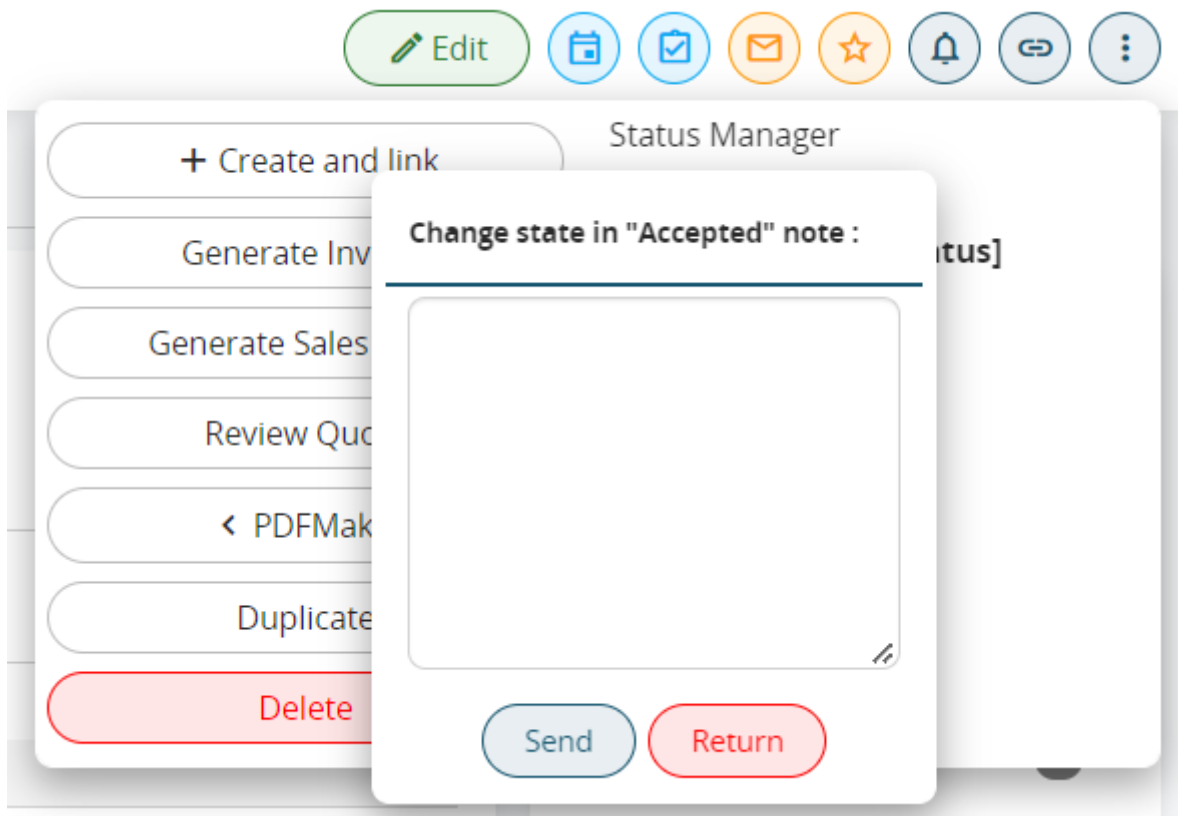 Edit
Status Manager
+ Create and link
Change state in "Accepted" note :
Generate Inv
tus]
Generate Sales
Review Quo
< PDFMak
Duplicate
Delete
Send
Return